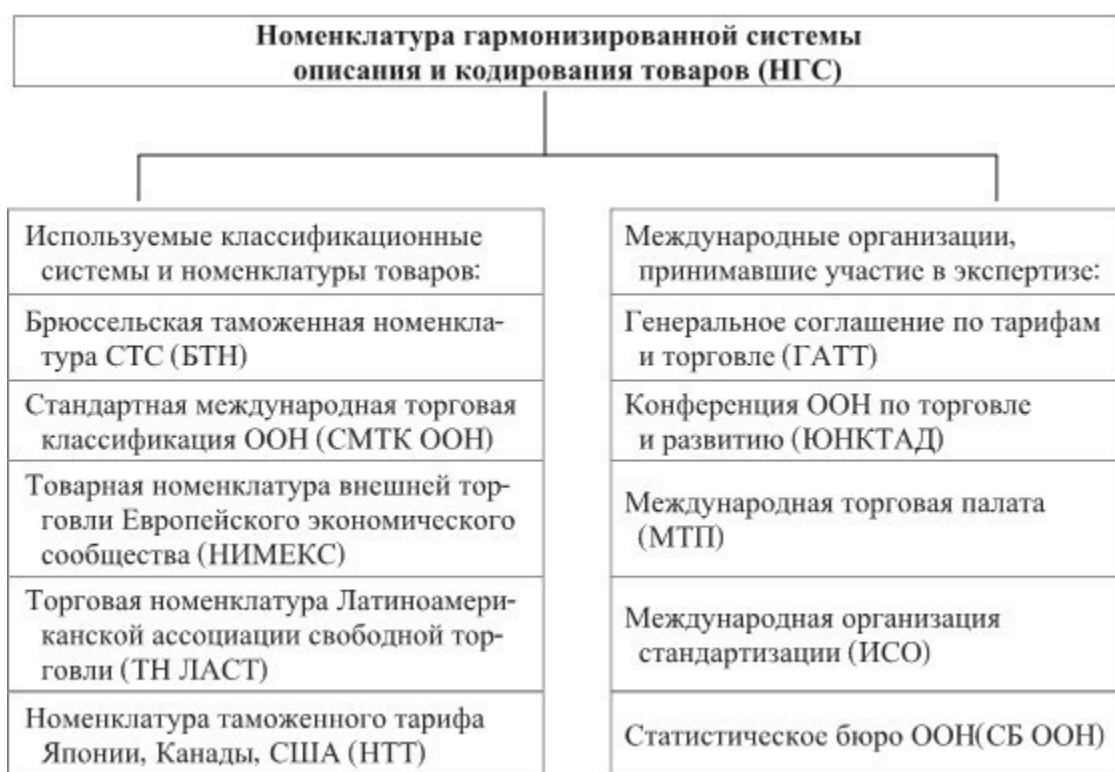 Номенклатура гармонизированной системы
описания и кодирования товаров (НГС)
Используемые классификационные
системы и номенклатуры товаров:
Брюссельская таможенная номенкла-
тура СТС (БТН)
Стандартная международная торговая
классификация ООН (СМТК ООН)
Товарная номенклатура внешней тор-
говли Европейского экономического
сообщества (НИМЕКС)
Торговая номенклатура Латиноамери-
канской ассоциации свободной тор-
говли (ТН ЛАСТ)
Номенклатура таможенного тарифа
Японии, Канады, США (НТТ)
Международные организации,
принимавшие участие в экспертизе:
Генеральное соглашение по тарифам
и торговле (ГАТТ)
Конференция ООН по торговле
и развитию (ЮНКТАД)
Международная торговая палата
(МТП)
Международная организация
стандартизации (ИСО)
Статистическое бюро ООН(СБ ООН)